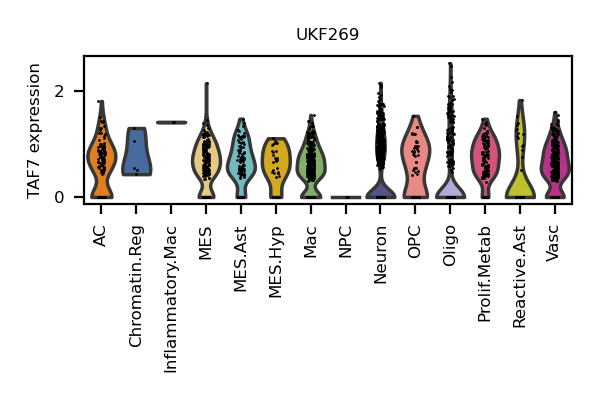 UKF269
TAF7 expression
2
0
AC
Chromatin.Reg
Inflammatory.Mac
MES
MES.Ast
MES.Hyp
Mac
NPC
Neuron
OPC
Oligo
Prolif.Metab
Reactive.Ast
Vasc